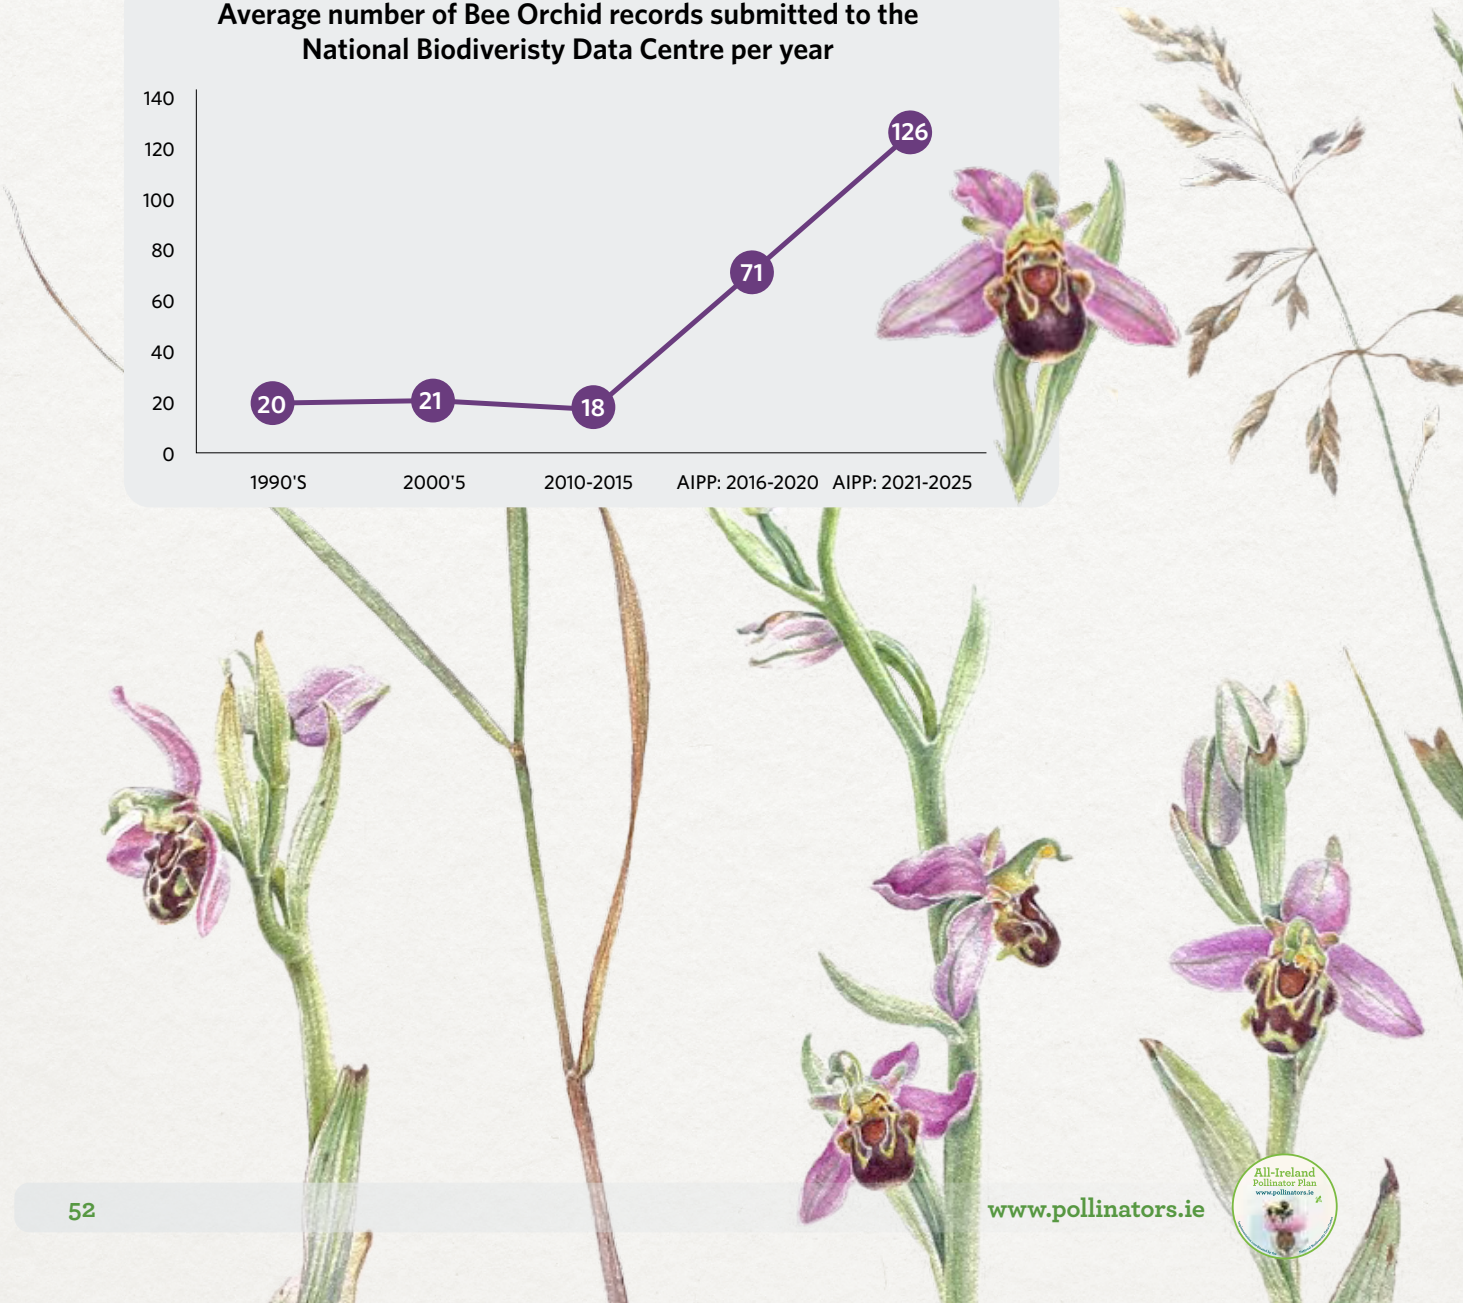 Average number of Bee Orchid records submitted to the
National Biodiveristy Data Centre per year
140
120
100
80
60
40
20
0
126
71
20
21
18
1990'S
2000'5
2010-2015
AIPP: 2016-2020
AIPP: 2021-2025
52
www.pollinators.ie
All-Ireland
Pollinator Plan
www.pollinators.ie